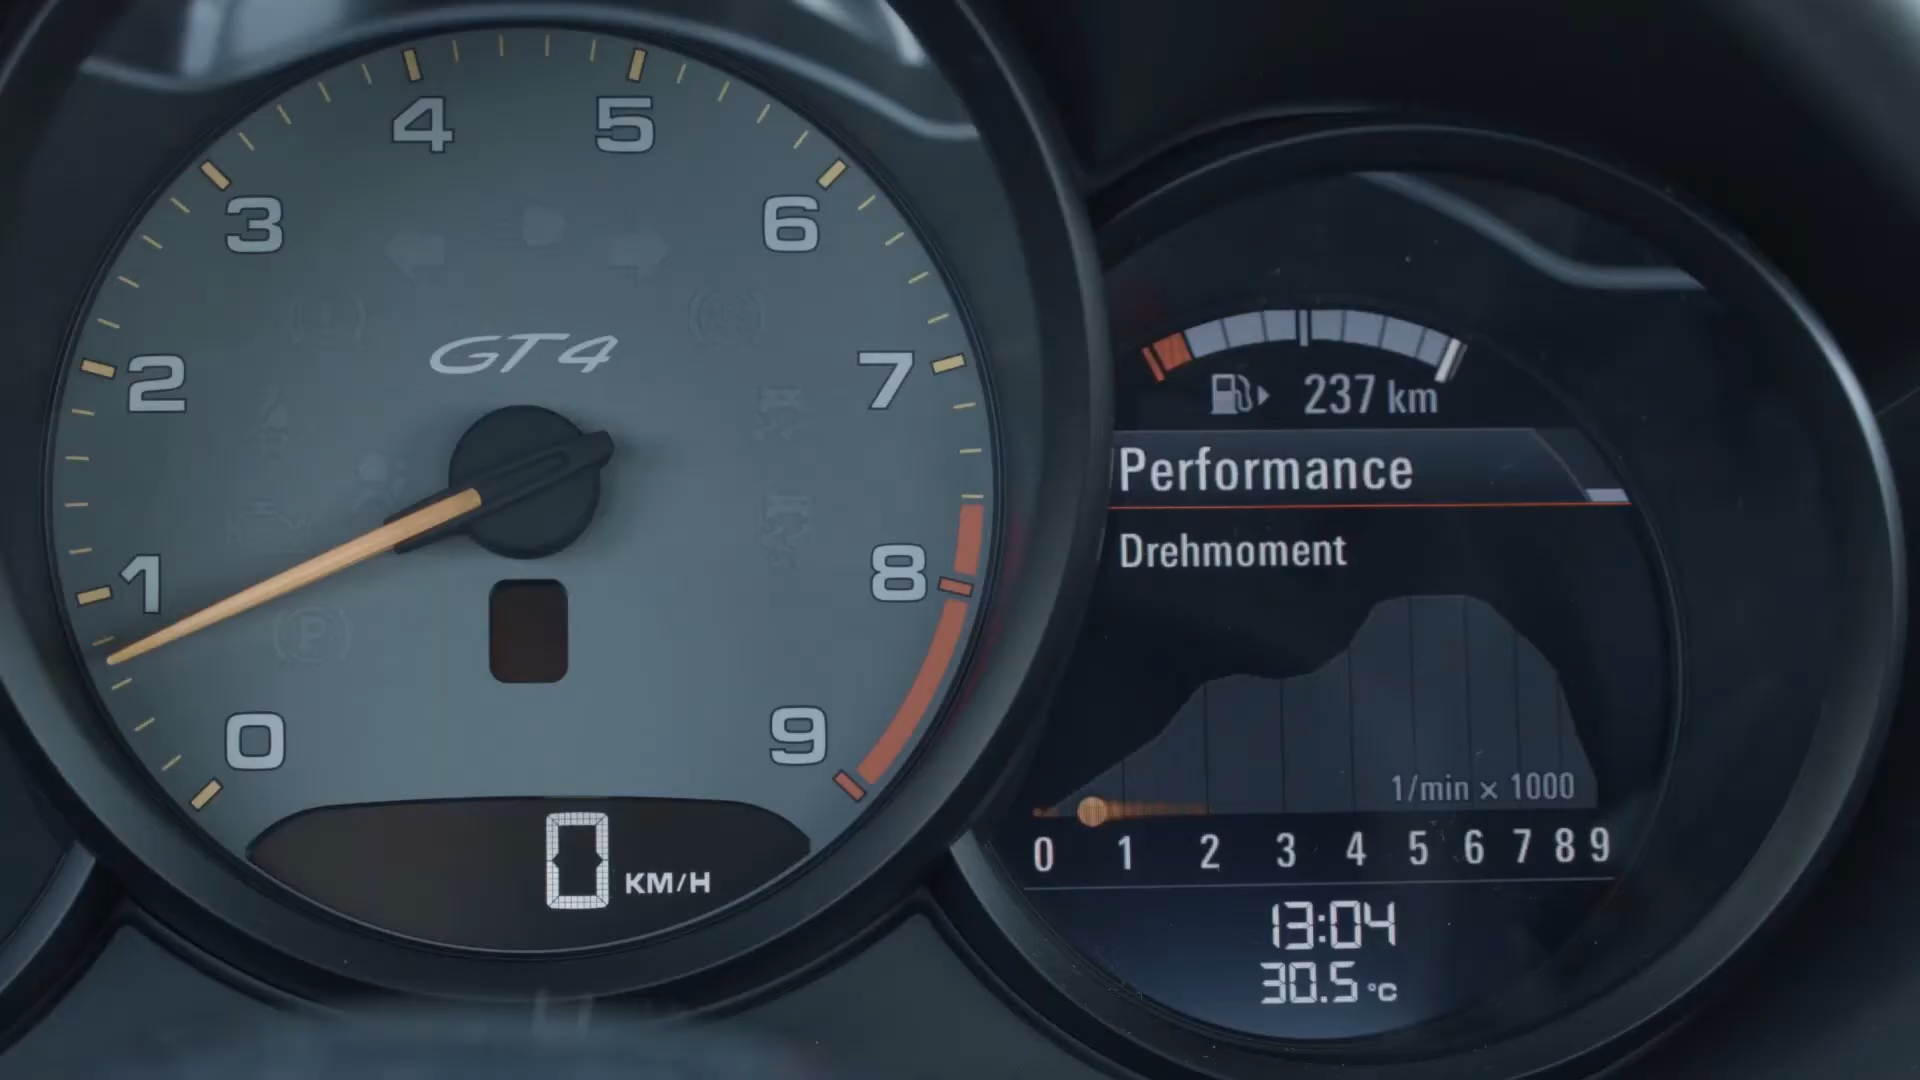 0
1
2
3
4
5
6
7
8
9
GT4
P
0 KM/H
237 km
Performance
Drehmoment
1/min × 1000
0 1 2 3 4 5 6 7 8 9
13:04
30.5 °C